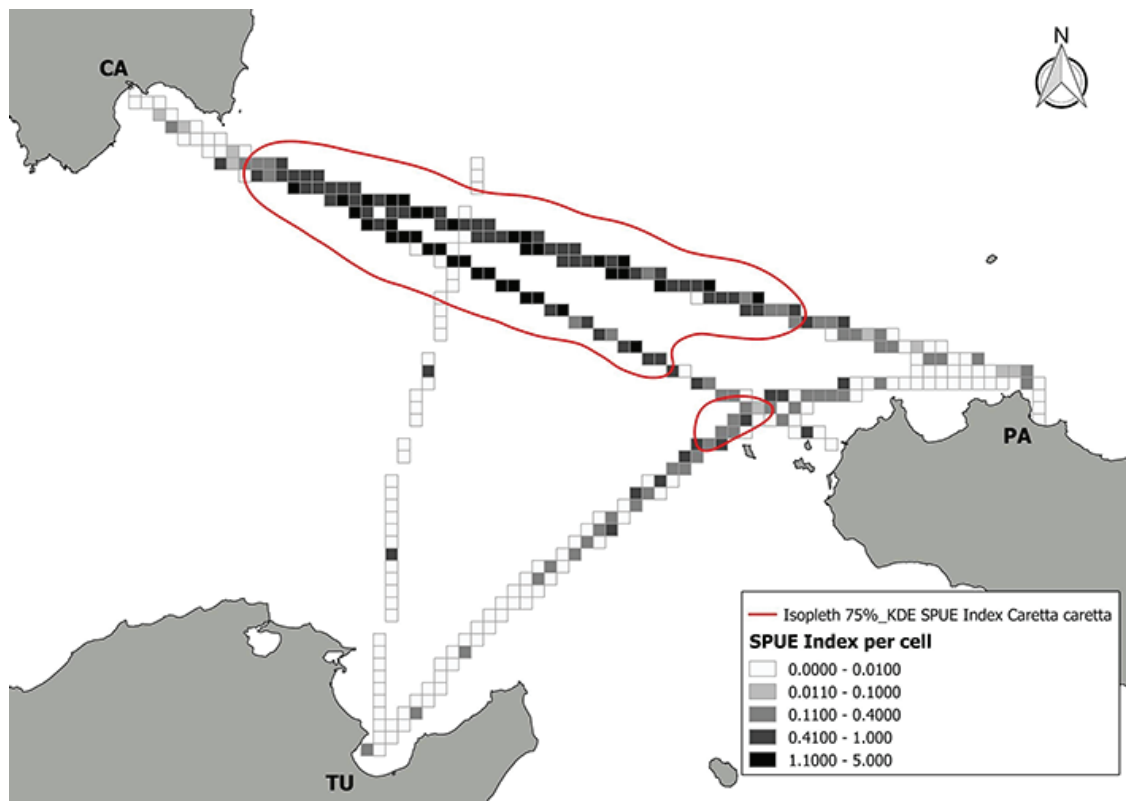 N
CA
PA
TU
Isopleth 75%_KDE SPUE Index Caretta caretta
SPUE Index per cell
0.0000 - 0.0100
0.0110 - 0.1000
0.1100 - 0.4000
0.4100 - 1.000
1.1000 - 5.000